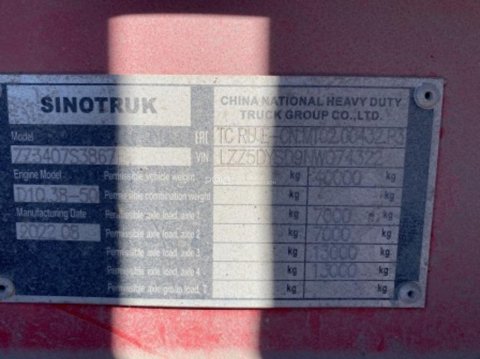 SINOTRUK
CHINA NATIONAL HEAVY DUTY
TRUCK GROUP CO.,LTD.
Model
EAC
VIN
Engine Model Permissible vehicle weight kg 40000 kg
D10.38-50 Permissible combination weight kg kg
Manufacturing Date Permissible axle load, axle 1 kg 7000 kg
2022.08 Permissible axle load, axle 2 kg 7000 kg
Permissible axle load, axle 3 kg 13000 kg
Permissible axle load, axle 4 kg 13000 kg
Permissible axle group load, T kg kg